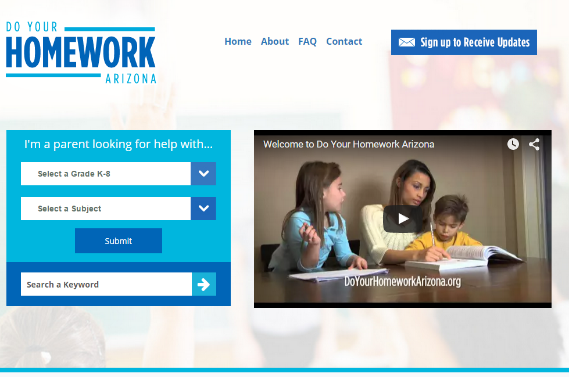 DO YOUR
HOMEWORK
ARIZONA
Home About FAQ Contact
Sign up to Receive Updates
I'm a parent looking for help with...
Select a Grade K-8
Select a Subject
Submit
Search a Keyword
Welcome to Do Your Homework Arizona
DoYourHomeworkArizona.org